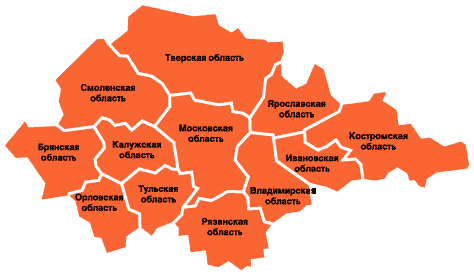 Тверская область
Смоленская
область
Ярославская
область
Костромская
область
Московская
область
Калужская
область
Брянская
область
Ивановская
область
Тульская
область
Владимирская
область
Орловская
область
Рязанская
область